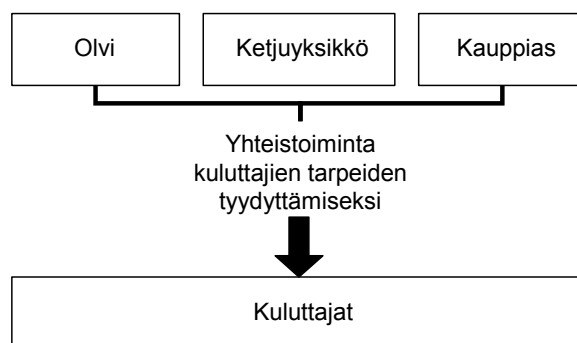 Olvi
Ketjuyksikkö
Kauppias
Yhteistoiminta
kuluttajien tarpeiden
tyydyttämiseksi
Kuluttajat